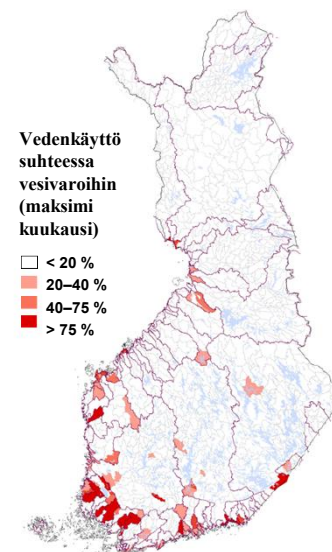 Vedenkäyttö
suhteessa
vesivaroihin
(maksimi
kuukausi)
< 20 %
20–40 %
40–75 %
> 75 %